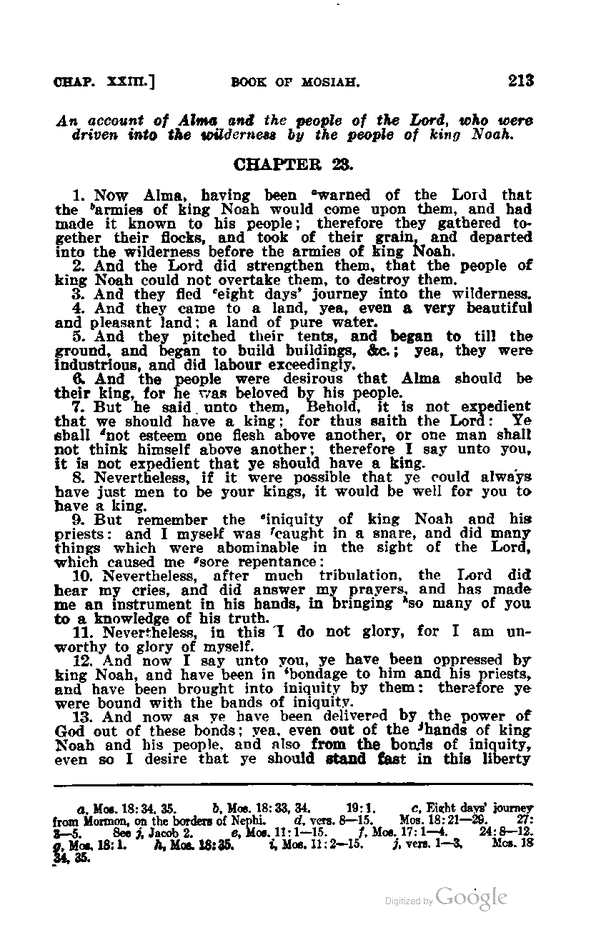 CHAP. XXIII.] BOOK OF MOSIAH. 213
An account of Alma and the people of the Lord, who were
driven into the wilderness by the people of king Noah.
CHAPTER 23.
1. Now Alma, having been ᵃwarned of the Lord that
the ᵇarmies of king Noah would come upon them, and had
made it known to his people; therefore they gathered to-
gether their flocks, and took of their grain, and departed
into the wilderness before the armies of king Noah.
2. And the Lord did strengthen them, that the people of
king Noah could not overtake them, to destroy them.
3. And they fled ᶜeight days' journey into the wilderness.
4. And they came to a land, yea, even a very beautiful
and pleasant land; a land of pure water.
5. And they pitched their tents, and began to till the
ground, and began to build buildings, &c.; yea, they were
industrious, and did labour exceedingly.
6. And the people were desirous that Alma should be
their king, for he was beloved by his people.
7. But he said unto them, Behold, it is not expedient
that we should have a king; for thus saith the Lord: Ye
shall ᵈnot esteem one flesh above another, or one man shall
not think himself above another; therefore I say unto you,
it is not expedient that ye should have a king.
8. Nevertheless, if it were possible that ye could always
have just men to be your kings, it would be well for you to
have a king.
9. But remember the ᵉiniquity of king Noah and his
priests: and I myself was ᶠcaught in a snare, and did many
things which were abominable in the sight of the Lord,
which caused me ᵍsore repentance:
10. Nevertheless, after much tribulation, the Lord did
hear my cries, and did answer my prayers, and has made
me an instrument in his hands, in bringing ʰso many of you
to a knowledge of his truth.
11. Nevertheless, in this I do not glory, for I am un-
worthy to glory of myself.
12. And now I say unto you, ye have been oppressed by
king Noah, and have been in ⁱbondage to him and his priests,
and have been brought into iniquity by them: therefore ye
were bound with the bands of iniquity.
13. And now as ye have been delivered by the power of
God out of these bonds; yea, even out of the ʲhands of king
Noah and his people, and also from the bonds of iniquity,
even so I desire that ye should stand fast in this liberty
a, Mos. 18: 34, 35. b, Mos. 18: 33, 34. 19: 1. c, Eight days' journey
from Mormon, on the borders of Nephi. d, vers. 8—15. Mos. 18: 21—29. 27:
3—5. See j, Jacob 2. e, Mos. 11: 1—15. f, Mos. 17: 1—4. 24: 8—12.
g, Mos. 18: 1. h, Mos. 18: 35. i, Mos. 11: 2—15. j, vers. 1—3. Mos. 18
34, 35.
Digitized by Google